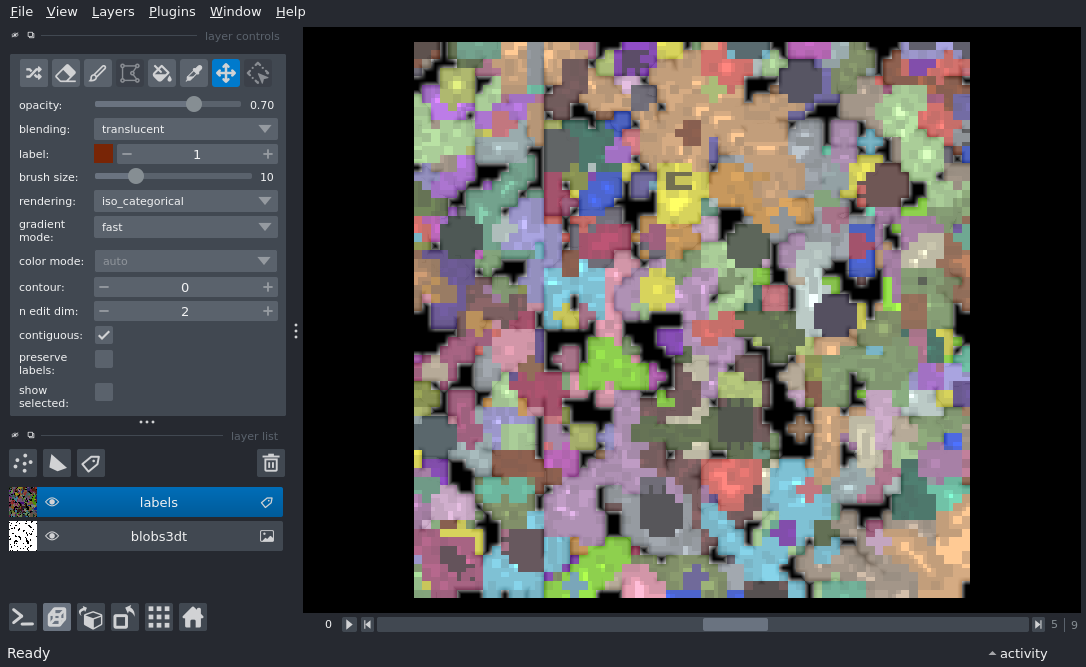 File View Layers Plugins Window Help
layer controls
opacity: 0.70
blending: translucent
label: 1
brush size: 10
rendering: iso_categorical
gradient
mode: fast
color mode: auto
contour: 0
n edit dim: 2
contiguous:
preserve
labels:
show
selected:
layer list
labels
blobs3dt
0 5 | 9
Ready activity